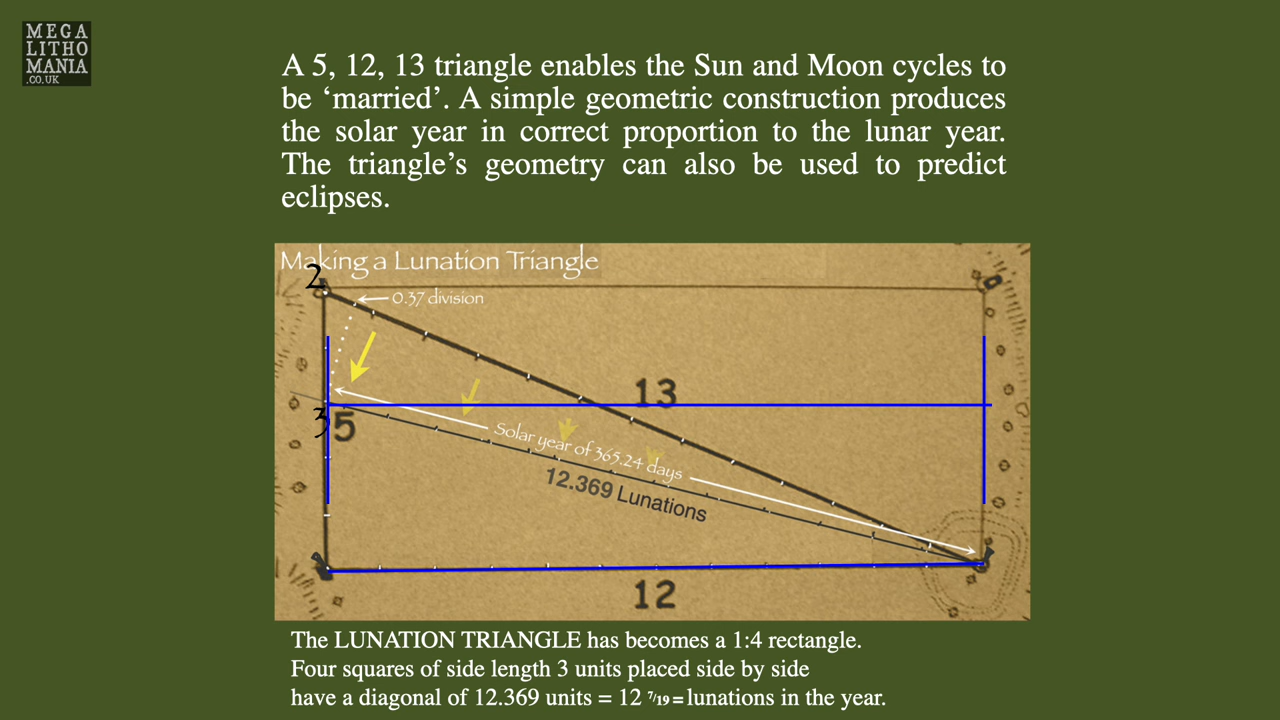 MEGA
LITHO
MANIA
.CO.UK
A 5, 12, 13 triangle enables the Sun and Moon cycles to
be ‘married’. A simple geometric construction produces
the solar year in correct proportion to the lunar year.
The triangle’s geometry can also be used to predict
eclipses.
Making a Lunation Triangle
2
0.37 division
13
3
5
Solar year of 365.24 days
12.369 Lunations
12
The LUNATION TRIANGLE has becomes a 1:4 rectangle.
Four squares of side length 3 units placed side by side
have a diagonal of 12.369 units = 12 7/19 = lunations in the year.